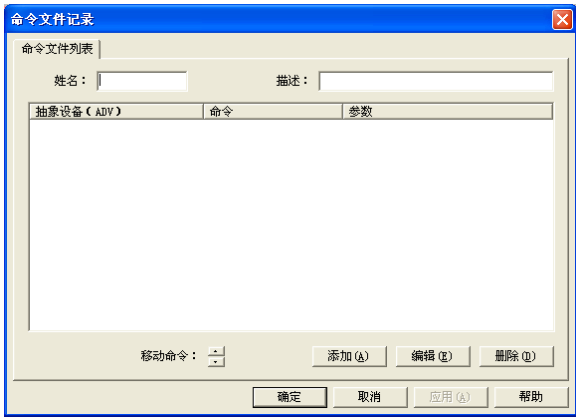 命令文件记录
命令文件列表
姓名： 描述：
抽象设备（ADV） 命令 参数
移动命令： 添加(A) 编辑(E) 删除(D)
确定 取消 应用(A) 帮助